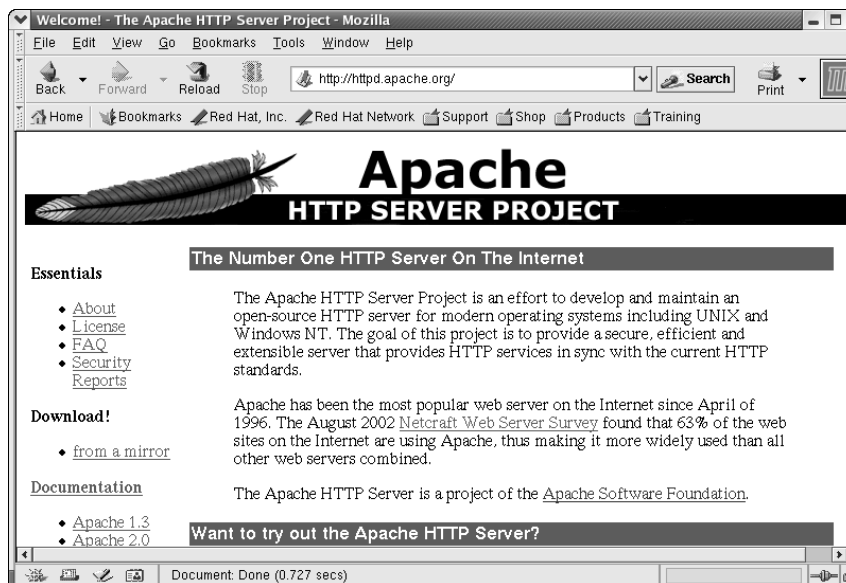 Welcome! - The Apache HTTP Server Project - Mozilla
File Edit View Go Bookmarks Tools Window Help
Back Forward Reload Stop http://httpd.apache.org/ Search Print
Home Bookmarks Red Hat, Inc. Red Hat Network Support Shop Products Training
Apache
HTTP SERVER PROJECT
Essentials
About
License
FAQ
Security
Reports
Download!
from a mirror
Documentation
Apache 1.3
Apache 2.0
The Number One HTTP Server On The Internet
The Apache HTTP Server Project is an effort to develop and maintain an
open-source HTTP server for modern operating systems including UNIX and
Windows NT. The goal of this project is to provide a secure, efficient and
extensible server that provides HTTP services in sync with the current HTTP
standards.
Apache has been the most popular web server on the Internet since April of
1996. The August 2002 Netcraft Web Server Survey found that 63% of the web
sites on the Internet are using Apache, thus making it more widely used than all
other web servers combined.
The Apache HTTP Server is a project of the Apache Software Foundation.
Want to try out the Apache HTTP Server?
Document: Done (0.727 secs)